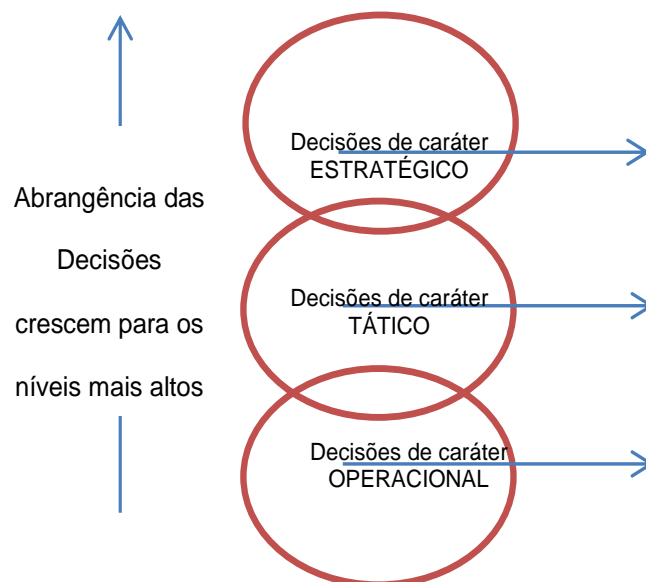 Decisões de caráter
ESTRATÉGICO
Abrangência das
Decisões
crescem para os
níveis mais altos
Decisões de caráter
TÁTICO
Decisões de caráter
OPERACIONAL